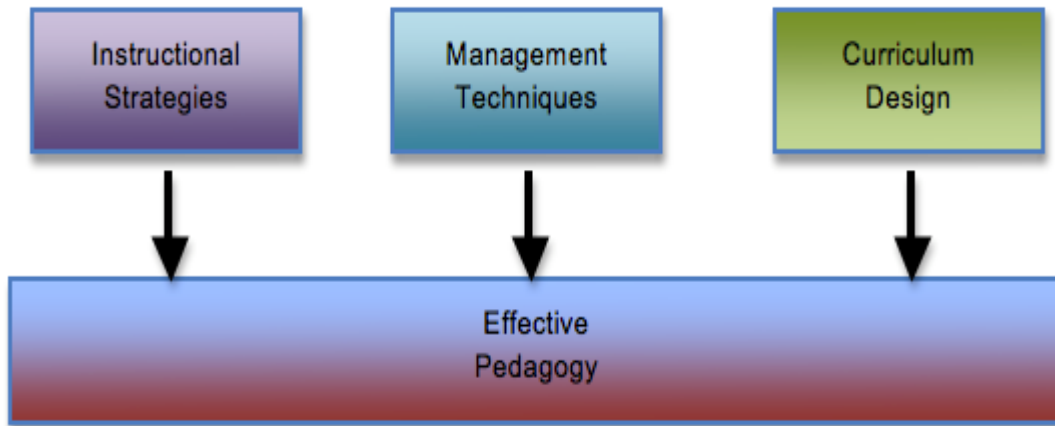 Instructional
Strategies
Management
Techniques
Curriculum
Design
Effective
Pedagogy